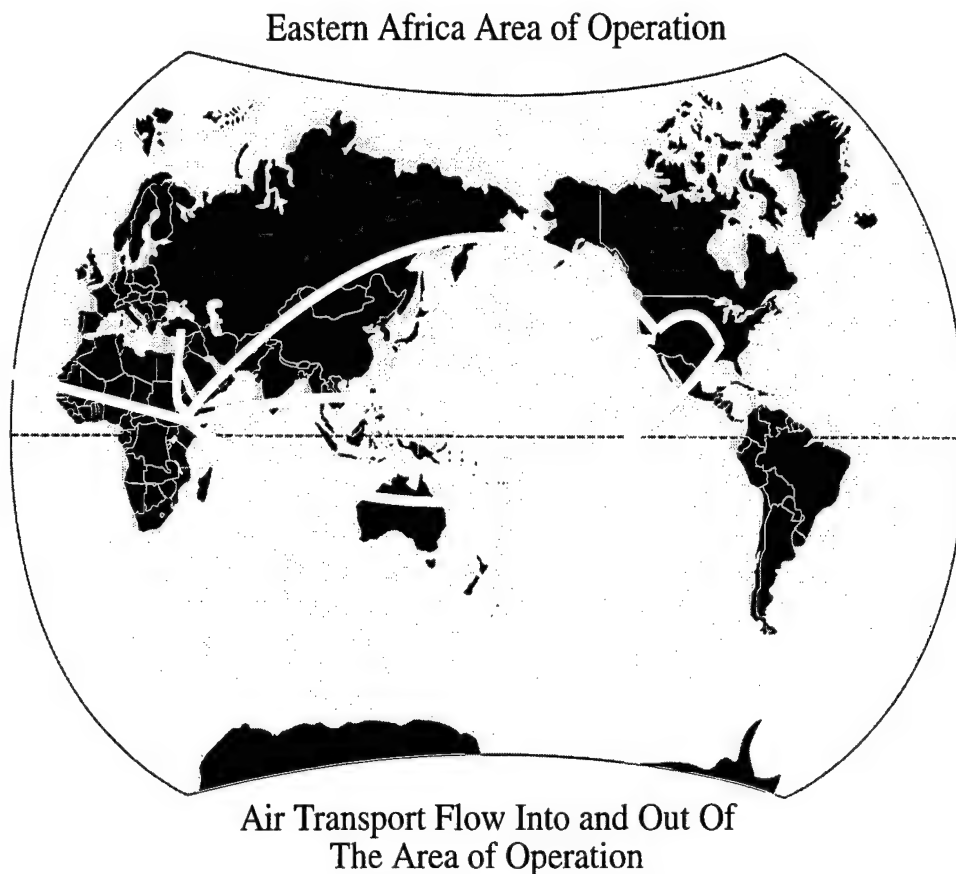 Eastern Africa Area of Operation
Air Transport Flow Into and Out Of
The Area of Operation